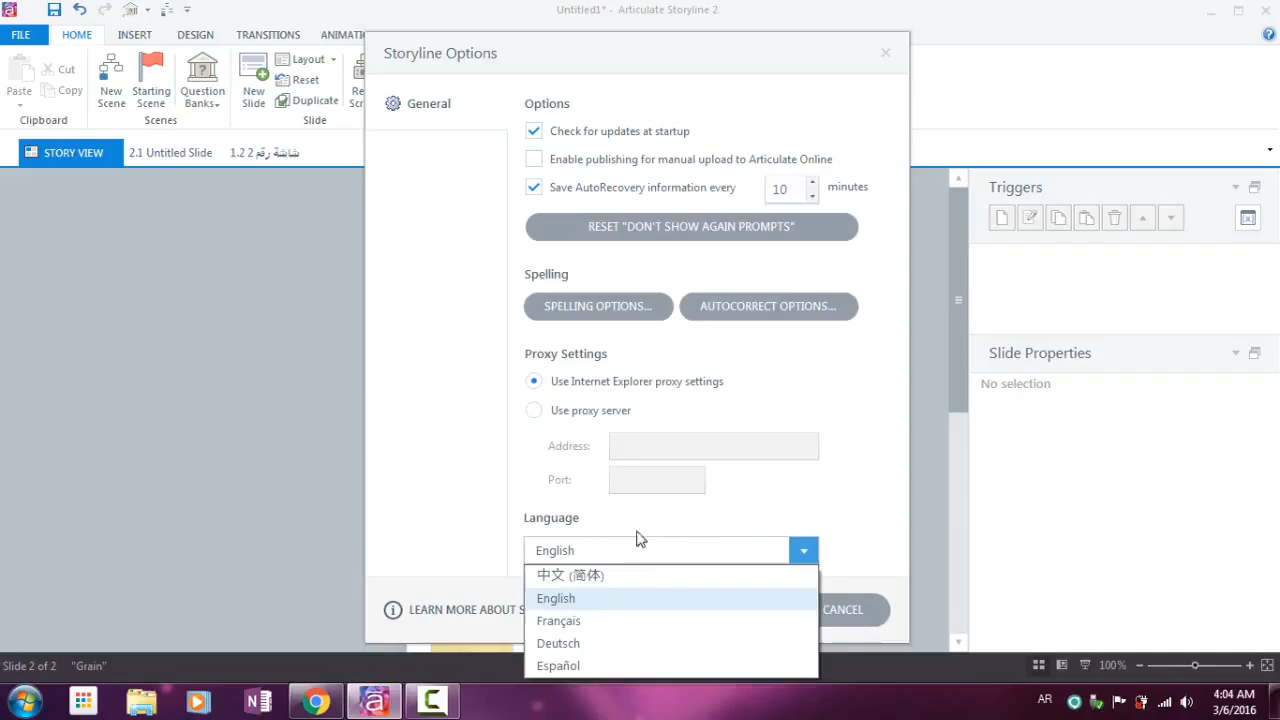 Untitled1* - Articulate Storyline 2
FILE HOME INSERT DESIGN TRANSITIONS ANIMATI
Paste
Cut
Copy
Clipboard
New Scene
Starting Scene
Question Banks
Scenes
New Slide
Layout
Reset
Duplicate
Slide
STORY VIEW 2.1 Untitled Slide 1.2 شاشة رقم 2
Storyline Options
General
Options
Check for updates at startup
Enable publishing for manual upload to Articulate Online
Save AutoRecovery information every 10 minutes
RESET "DON'T SHOW AGAIN PROMPTS"
Spelling
SPELLING OPTIONS... AUTOCORRECT OPTIONS...
Proxy Settings
Use Internet Explorer proxy settings
Use proxy server
Address:
Port:
Language
English
中文 (简体)
English
Français
Deutsch
Español
LEARN MORE ABOUT S
CANCEL
Triggers
Slide Properties
No selection
Slide 2 of 2 "Grain" 100%
AR 4:04 AM
3/6/2016